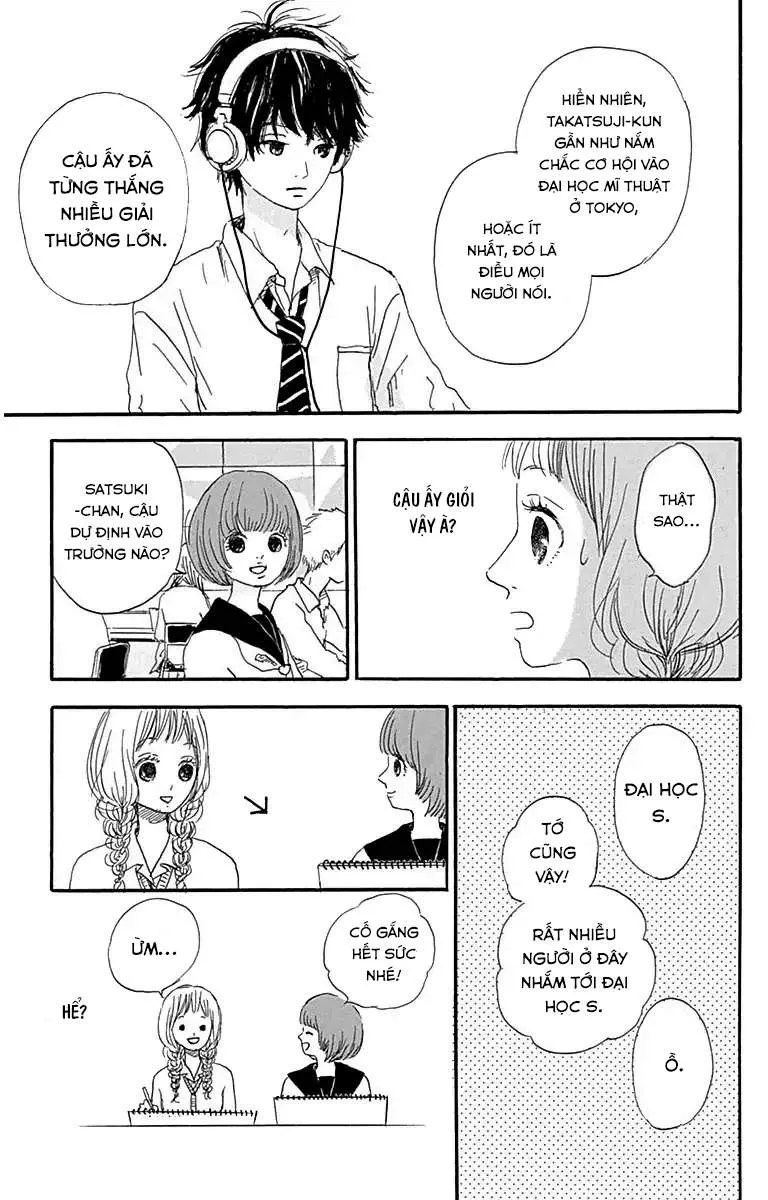 HIỂN NHIÊN,
TAKATSUJI-KUN
GẦN NHƯ NẮM
CHẮC CƠ HỘI VÀO
ĐẠI HỌC MĨ THUẬT
Ở TOKYO,
HOẶC ÍT
NHẤT, ĐÓ LÀ
ĐIỀU MỌI
NGƯỜI NÓI.
CẬU ẤY ĐÃ
TỪNG THẮNG
NHIỀU GIẢI
THƯỞNG LỚN.
THẬT
SAO...
CẬU ẤY GIỎI
VẬY À?
SATSUKI
-CHAN, CẬU
DỰ ĐỊNH VÀO
TRƯỜNG NÀO?
ĐẠI HỌC
S.
TỚ
CŨNG
VẬY!
RẤT NHIỀU
NGƯỜI Ở ĐÂY
NHẮM TỚI ĐẠI
HỌC S.
Ồ.
CỐ GẮNG
HẾT SỨC
NHÉ!
ỪM...
HỂ?